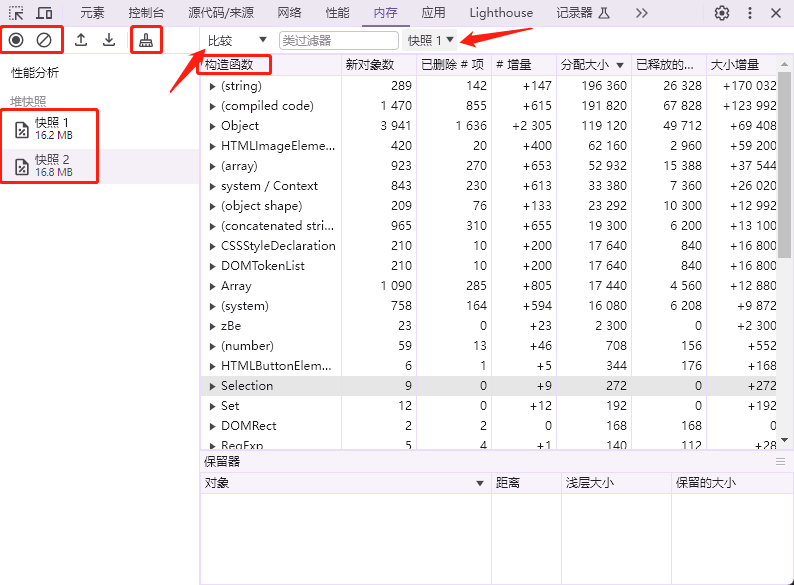 元素 控制台 源代码/来源 网络 性能 内存 应用 Lighthouse 记录器
比较 ▼ 类过滤器 快照 1 ▼
性能分析
堆快照
快照 1
16.2 MB
快照 2
16.8 MB
构造函数 新对象数 已删除 # 项 # 增量 分配大小 ▼ 已释放的... 大小增量
(string) 289 142 +147 196 360 26 328 +170 032
(compiled code) 1 470 855 +615 191 820 67 828 +123 992
Object 3 941 1 636 +2 305 119 120 49 712 +69 408
HTMLImageEleme... 420 20 +400 62 160 2 960 +59 200
(array) 923 270 +653 52 932 15 388 +37 544
system / Context 843 230 +613 33 380 7 360 +26 020
(object shape) 209 76 +133 23 292 10 300 +12 992
(concatenated stri... 965 310 +655 19 300 6 200 +13 100
CSSStyleDeclaration 210 10 +200 17 640 840 +16 800
DOMTokenList 210 10 +200 17 640 840 +16 800
Array 1 090 285 +805 17 440 4 560 +12 880
(system) 758 164 +594 16 080 6 208 +9 872
zBe 23 0 +23 2 300 0 +2 300
(number) 59 13 +46 708 156 +552
HTMLButtonElem... 6 1 +5 344 176 +168
Selection 9 0 +9 272 0 +272
Set 12 0 +12 192 0 +192
DOMRect 2 2 0 168 168 0
RegExp 5 4 +1 140 112 +28
保留器
对象 ▼ 距离 浅层大小 保留的大小